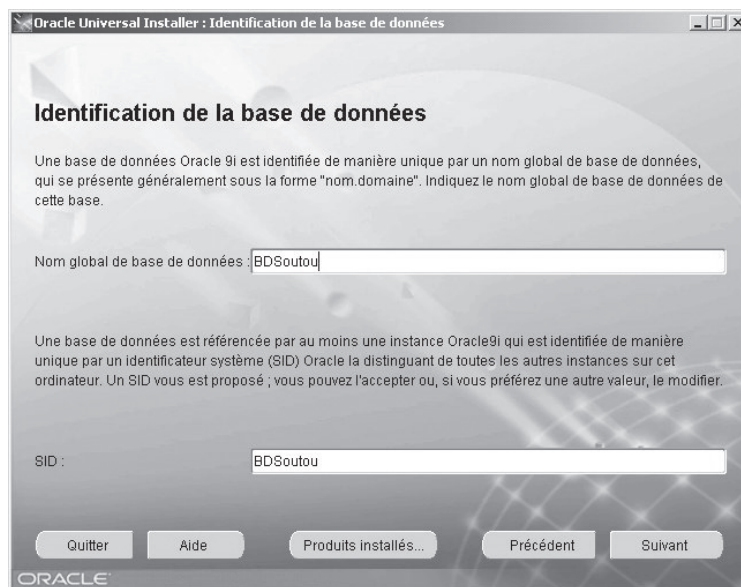 Oracle Universal Installer : Identification de la base de données
Identification de la base de données
Une base de données Oracle 9i est identifiée de manière unique par un nom global de base de données,
qui se présente généralement sous la forme "nom.domaine". Indiquez le nom global de base de données de
cette base.
Nom global de base de données : BDSoutou
Une base de données est référencée par au moins une instance Oracle9i qui est identifiée de manière
unique par un identificateur système (SID) Oracle la distinguant de toutes les autres instances sur cet
ordinateur. Un SID vous est proposé ; vous pouvez l'accepter ou, si vous préférez une autre valeur, le modifier.
SID : BDSoutou
Quitter Aide Produits installés... Précédent Suivant
ORACLE